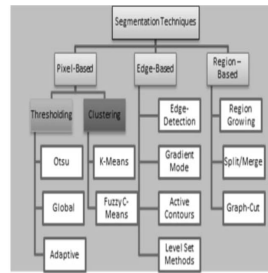 Segmentation Techniques
Pixel-Based
Edge-Based
Region –
Based
Thresholding
Clustering
Edge-
Detection
Region
Growing
Otsu
K-Means
Gradient
Mode
Split/Merge
Global
Fuzzy C-
Means
Active
Contours
Graph-Cut
Adaptive
Level Set
Methods